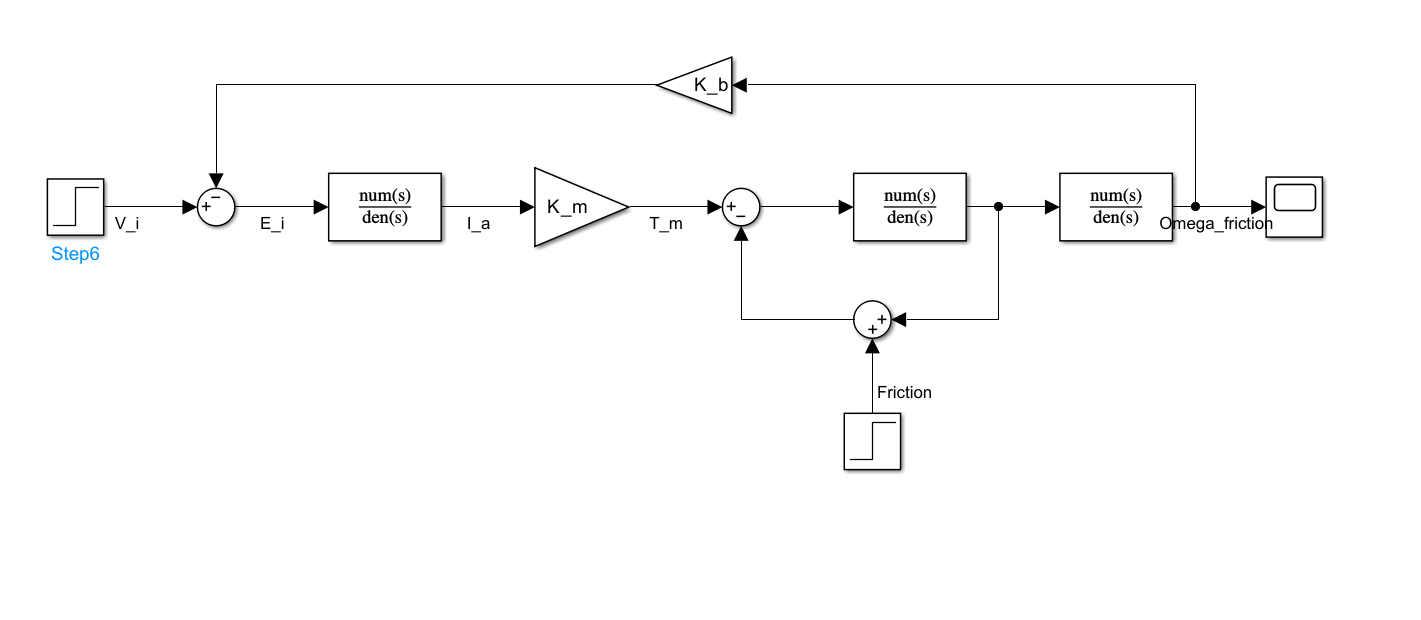 K_b
num(s)
den(s)
K_m
num(s)
den(s)
num(s)
den(s)
V_i
E_i
I_a
T_m
Omega_friction
Step6
Friction